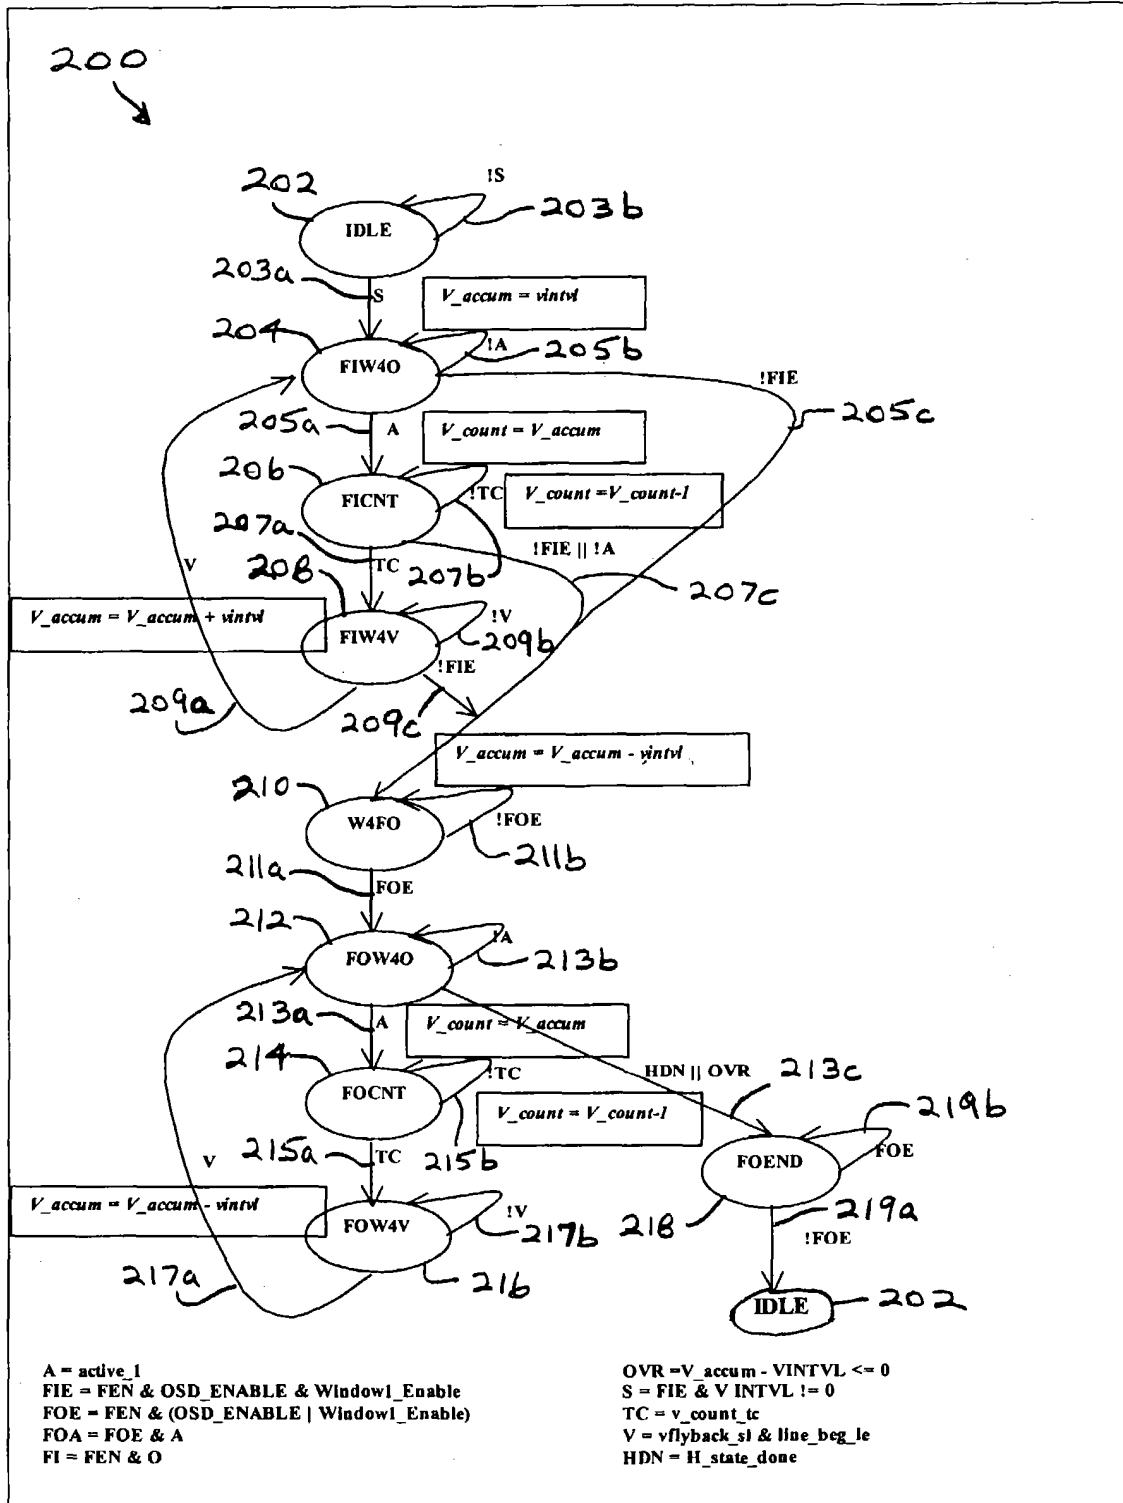 200
202
!S
203b
IDLE
203a
S
V_accum = vintvl
204
!A
205b
FIW4O
!FIE
205c
205a
A
V_count = V_accum
206
FICNT
!TC
V_count =V_count-1
207a
!FIE || !A
TC
207b
207c
V
208
V_accum = V_accum + vintvl
!V
FIW4V
209b
!FIE
209a
209c
V_accum = V_accum - vintvl
210
W4FO
!FOE
211b
211a
FOE
212
!A
FOW4O
213b
213a
A
V_count = V_accum
214
!TC
HDN || OVR
213c
FOCNT
V_count = V_count-1
219b
215a
TC
215b
FOEND
FOE
V
V_accum = V_accum - vintvl
!V
FOW4V
217b
218
219a
!FOE
217a
216
IDLE
202
A = active_1
FIE = FEN & OSD_ENABLE & Window1_Enable
FOE = FEN & (OSD_ENABLE | Window1_Enable)
FOA = FOE & A
FI = FEN & O
OVR =V_accum - VINTVL <= 0
S = FIE & V INTVL != 0
TC = v_count_tc
V = vflyback_sl & line_beg_le
HDN = H_state_done